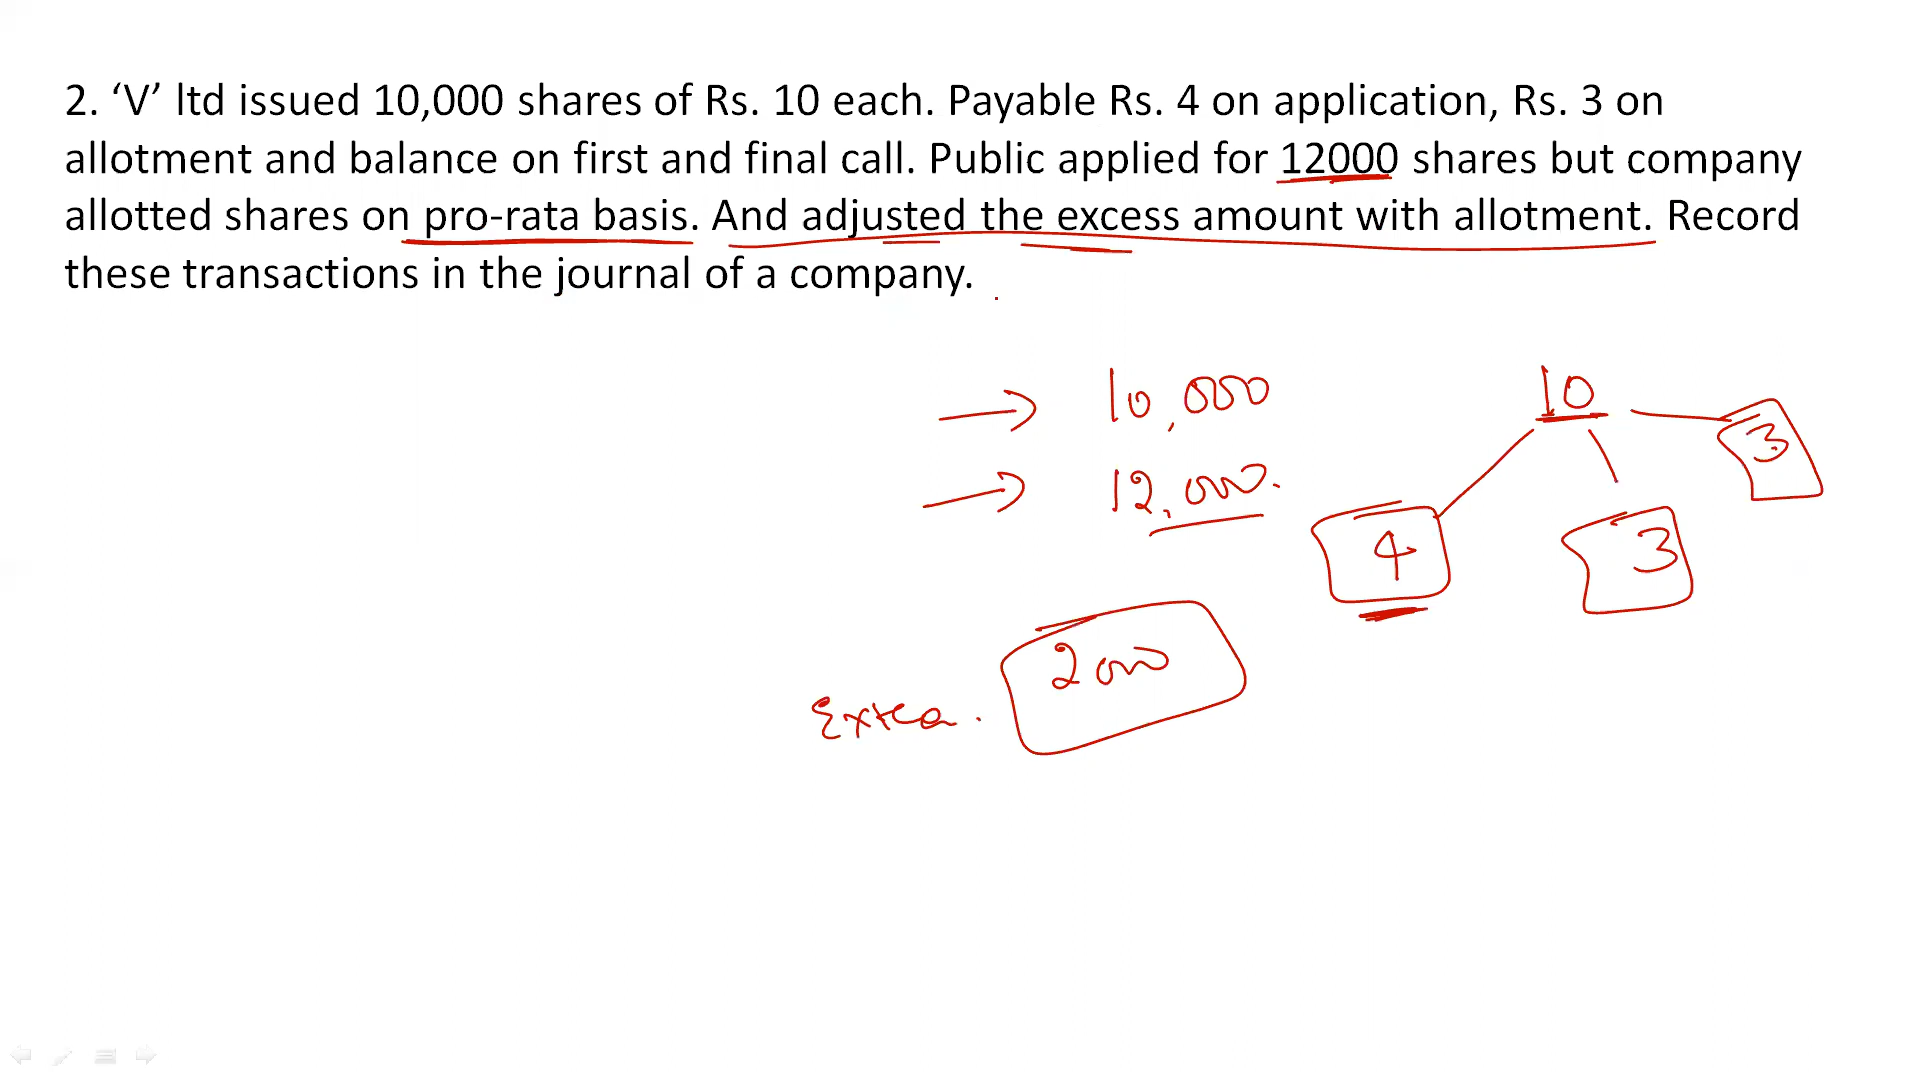 2. ‘V’ ltd issued 10,000 shares of Rs. 10 each. Payable Rs. 4 on application, Rs. 3 on
allotment and balance on first and final call. Public applied for 12000 shares but company
allotted shares on pro-rata basis. And adjusted the excess amount with allotment. Record
these transactions in the journal of a company.
10,000
10
3
12,000.
4
3
2000
Extra.